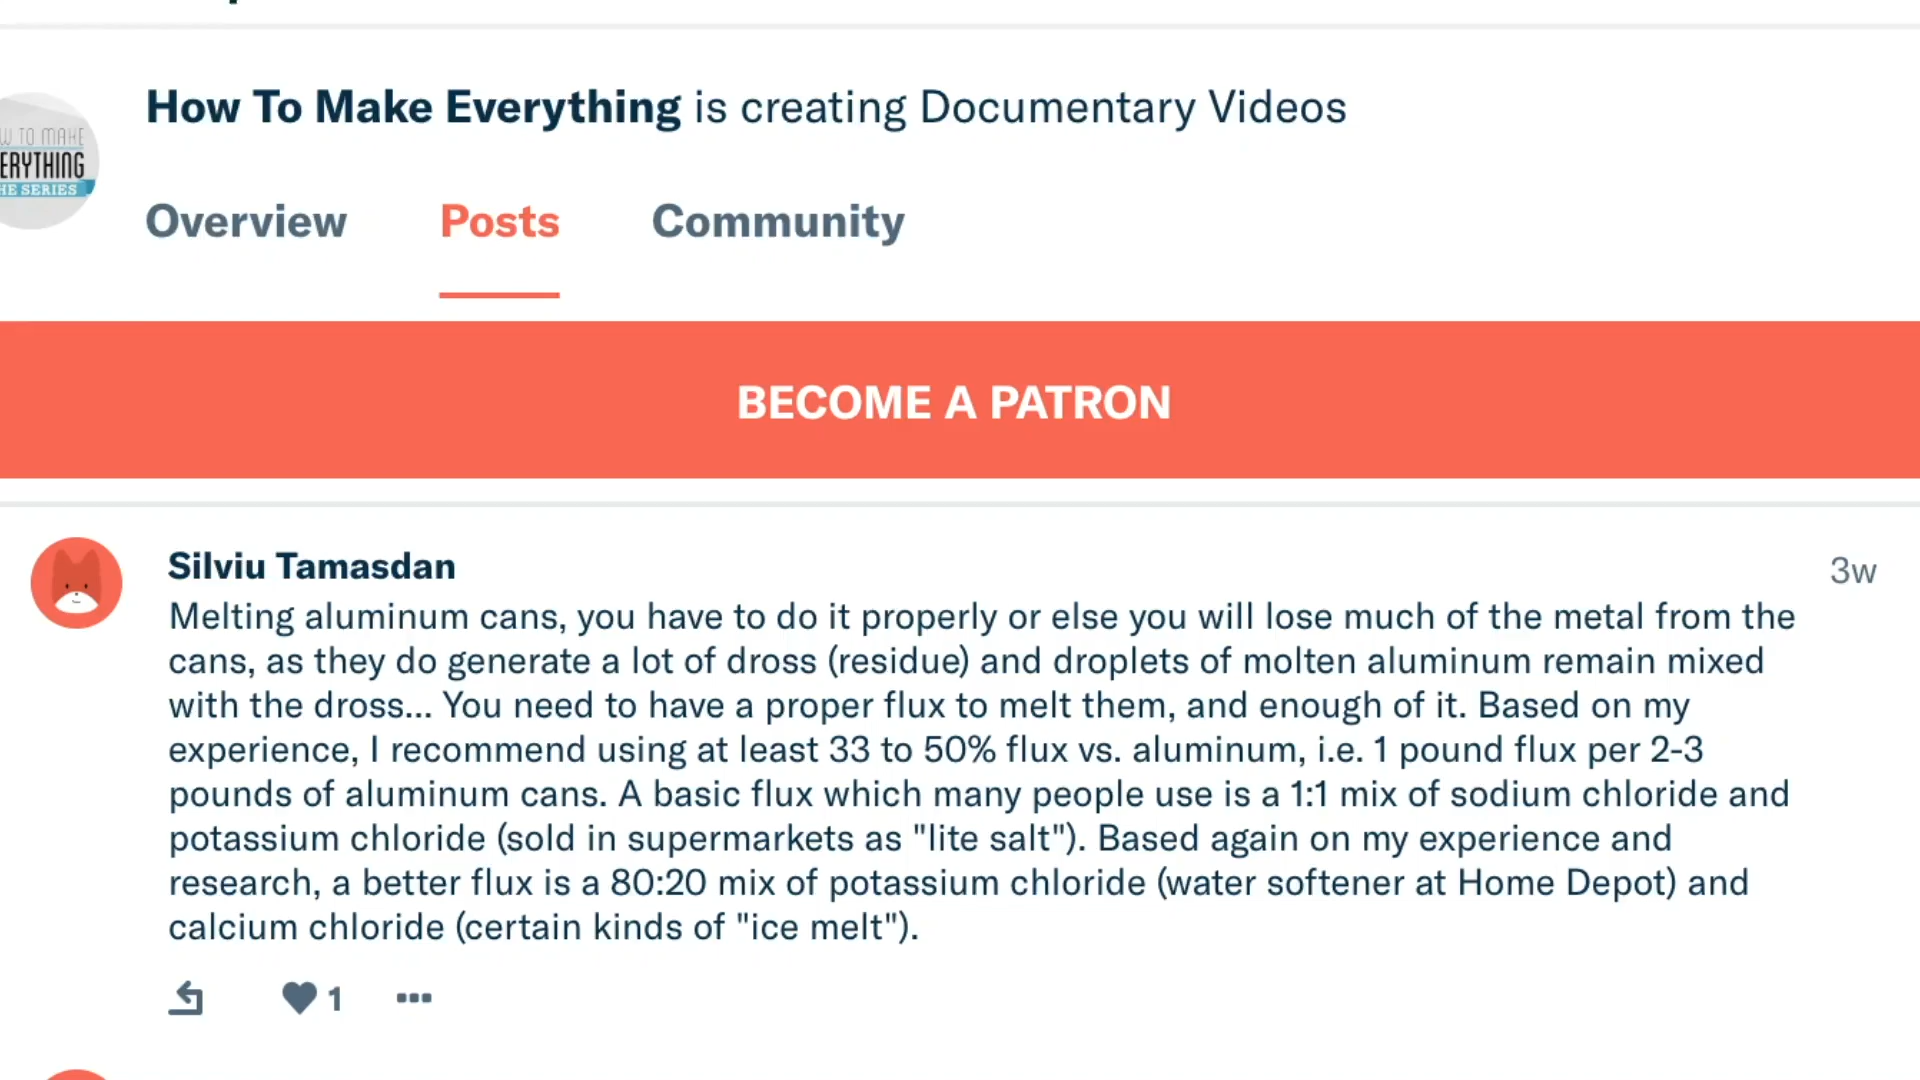 How To Make Everything is creating Documentary Videos
W TO MAKE
ERYTHING
HE SERIES
Overview Posts Community
BECOME A PATRON
Silviu Tamasdan
3w
Melting aluminum cans, you have to do it properly or else you will lose much of the metal from the
cans, as they do generate a lot of dross (residue) and droplets of molten aluminum remain mixed
with the dross... You need to have a proper flux to melt them, and enough of it. Based on my
experience, I recommend using at least 33 to 50% flux vs. aluminum, i.e. 1 pound flux per 2-3
pounds of aluminum cans. A basic flux which many people use is a 1:1 mix of sodium chloride and
potassium chloride (sold in supermarkets as "lite salt"). Based again on my experience and
research, a better flux is a 80:20 mix of potassium chloride (water softener at Home Depot) and
calcium chloride (certain kinds of "ice melt").
1